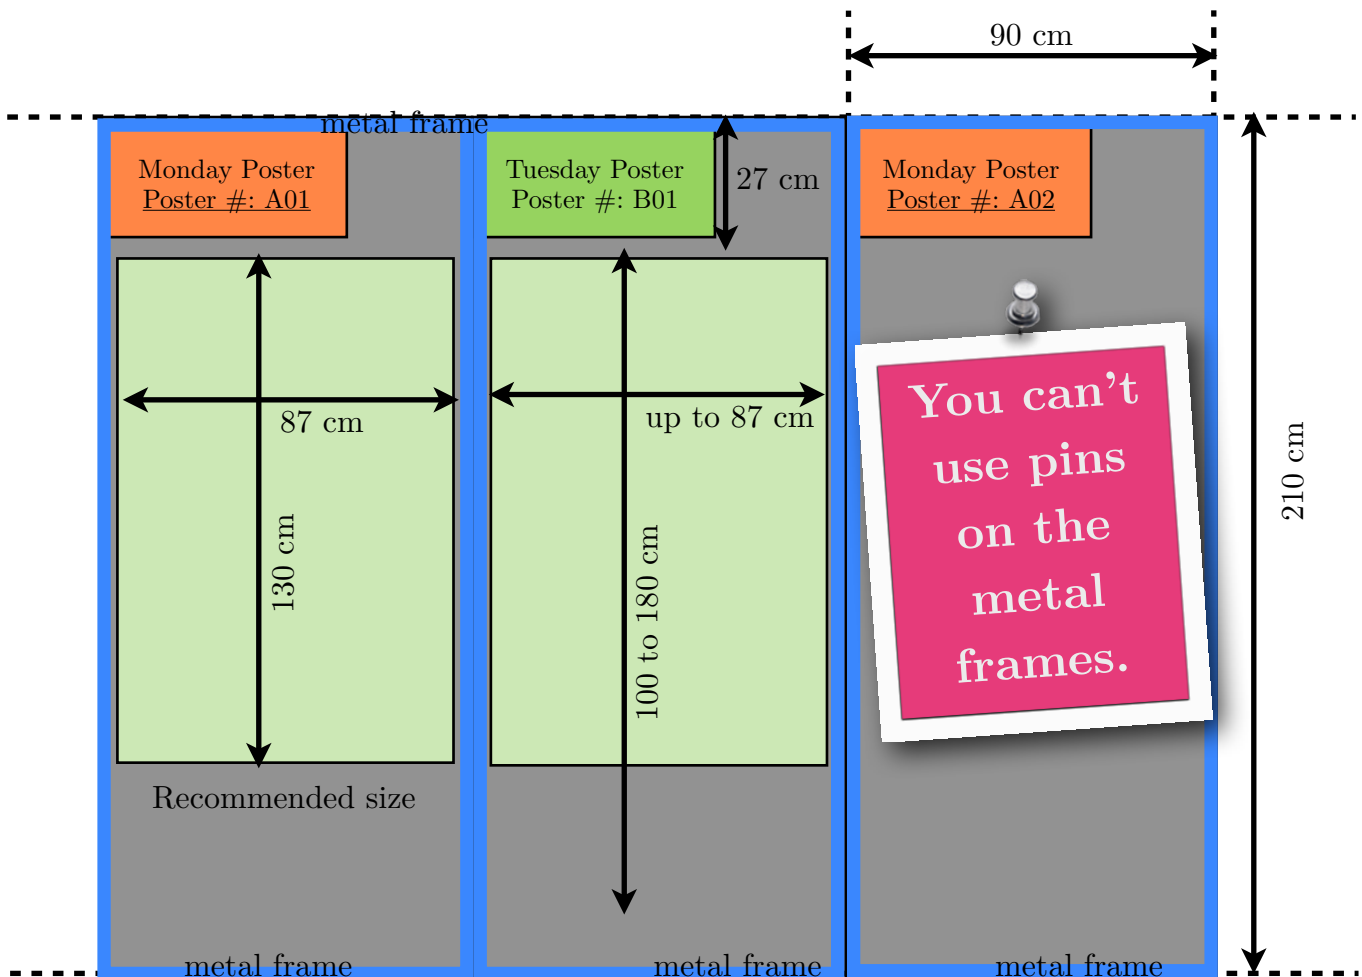 90 cm
metal frame
Monday Poster
Poster #: A01
Tuesday Poster
Poster #: B01
27 cm
Monday Poster
Poster #: A02
87 cm
130 cm
Recommended size
up to 87 cm
100 to 180 cm
You can't
use pins
on the
metal
frames.
210 cm
metal frame
metal frame
metal frame